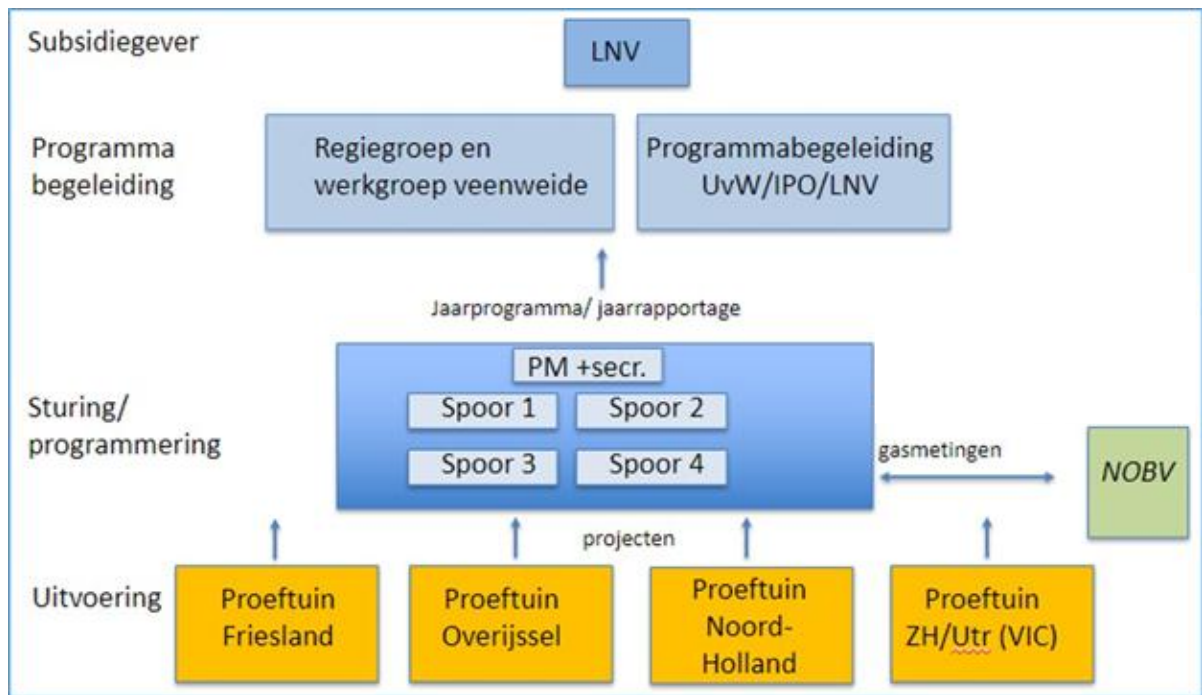 Subsidiegever
LNV
Programma
begeleiding
Regiegroep en
werkgroep veenweide
Programmabegeleiding
UvW/IPO/LNV
Jaarprogramma/ jaarrapportage
Sturing/
programmering
PM +secr.
Spoor 1
Spoor 2
Spoor 3
Spoor 4
gasmetingen
NOBV
projecten
Uitvoering
Proeftuin
Friesland
Proeftuin
Overijssel
Proeftuin
Noord-
Holland
Proeftuin
ZH/Utr (VIC)